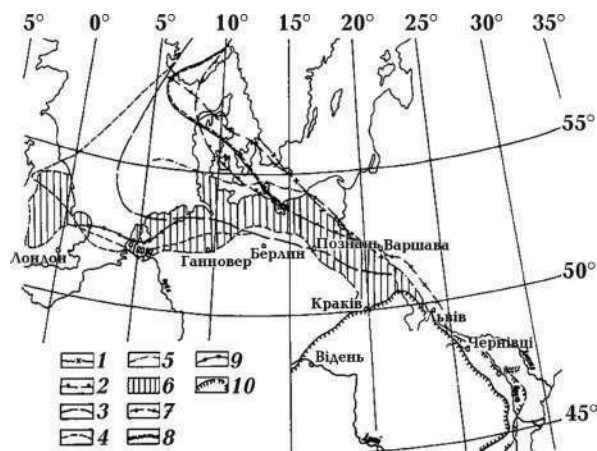 5° 0° 5° 10° 15° 20° 25° 30° 35°
55°
Лондон
Ганновер
Берлин
Познань
Варшава
50°
Краків
Львів
Відень
Чернівці
45°
1 5 9
2 6 10
3 7
4 8